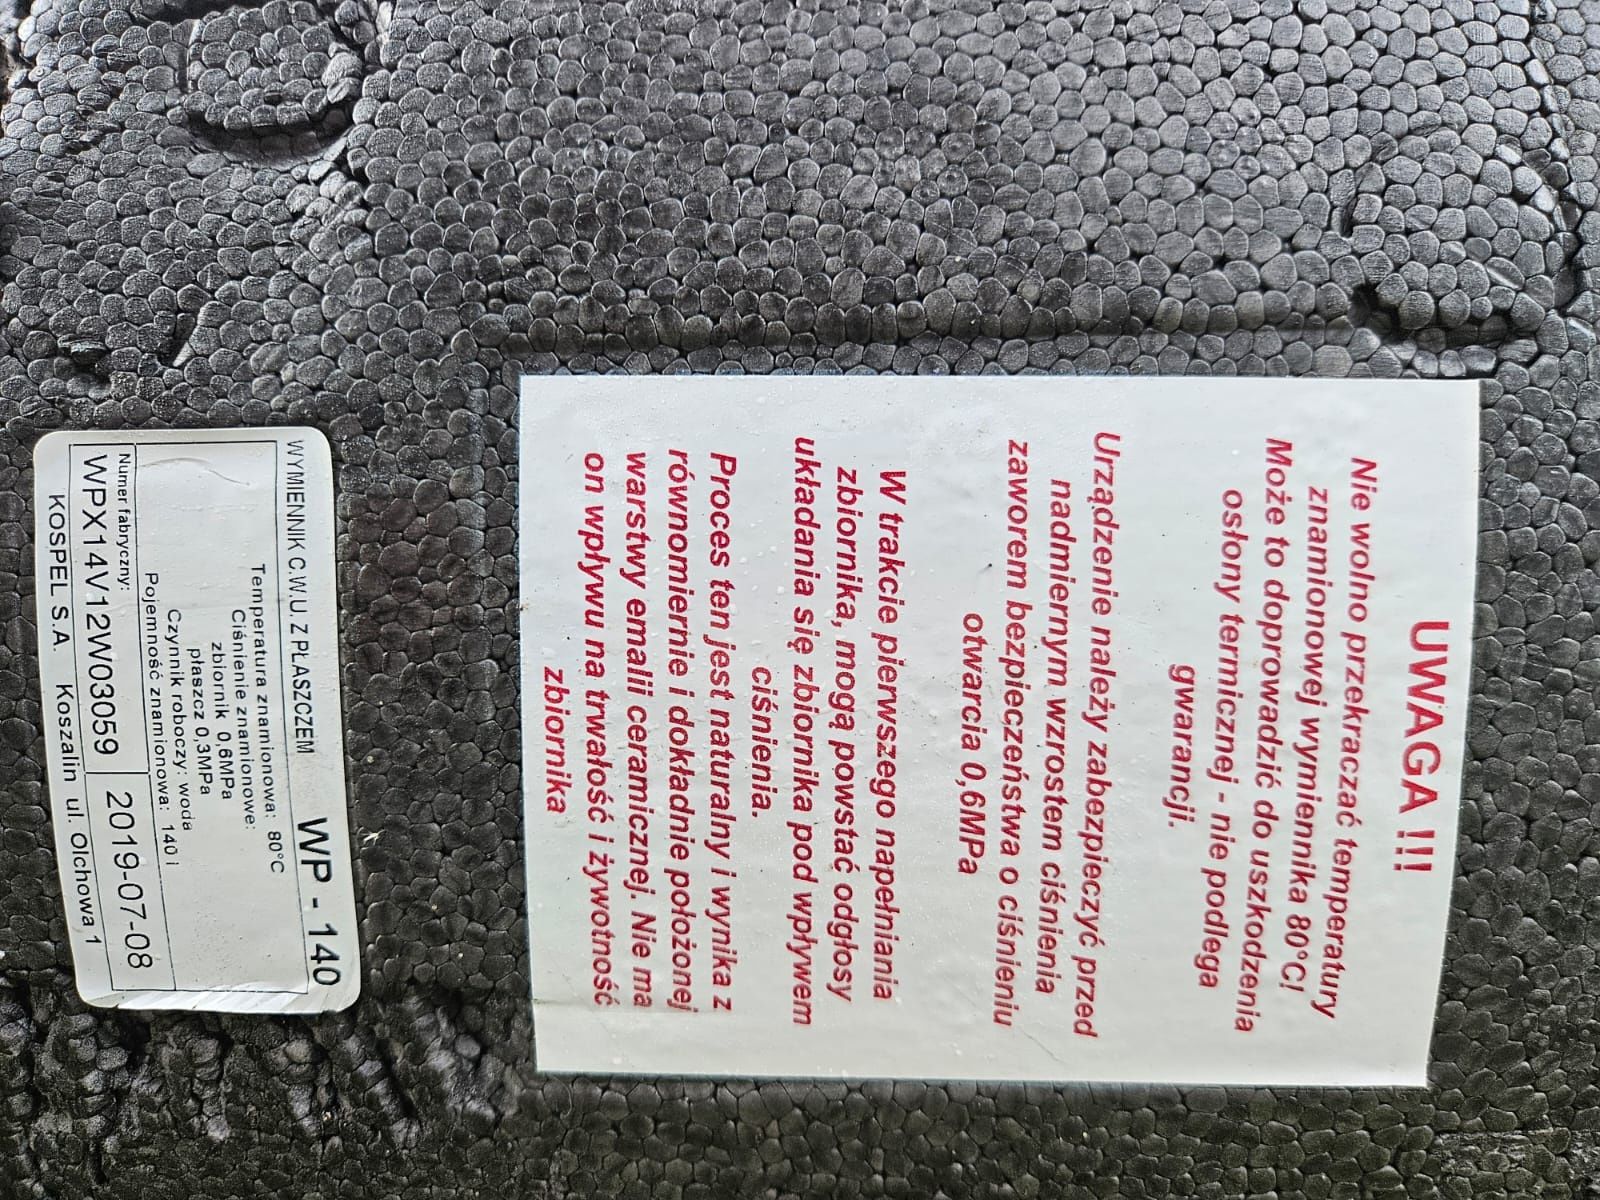 UWAGA !!!
Nie wolno przekraczać temperatury
znamionowej wymiennika 80°C!
Może to doprowadzić do uszkodzenia
osłony termicznej - nie podlega
gwarancji.
Urządzenie należy zabezpieczyć przed
nadmiernym wzrostem ciśnienia
zaworem bezpieczeństwa o ciśnieniu
otwarcia 0,6MPa
W trakcie pierwszego napełniania
zbiornika, mogą powstać odgłosy
układania się zbiornika pod wpływem
ciśnienia.
Proces ten jest naturalny i wynika z
równomiernie i dokładnie położonej
warstwy emalii ceramicznej. Nie ma
on wpływu na trwałość i żywotność
zbiornika
WYMIENNIK C.W.U. Z PŁASZCZEM WP - 140
Temperatura znamionowa: 80°C
Ciśnienie znamionowe:
zbiornik 0,6MPa
płaszcz 0,3MPa
Czynnik roboczy: woda
Pojemność znamionowa: 140 l
Numer fabryczny:
WPX14V12W03059 2019-07-08
KOSPEL S.A. Koszalin ul. Olchowa 1